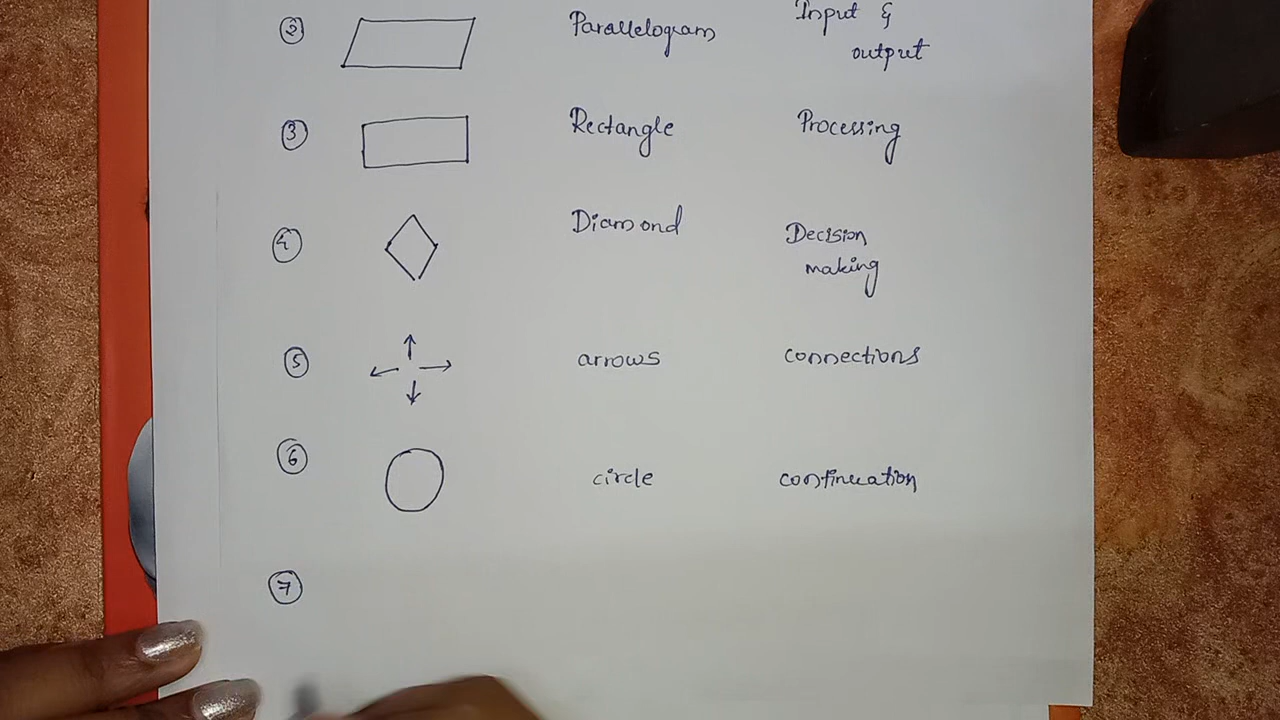 ② Parallelogram Input &
output
③ Rectangle Processing
④ Diamond Decision
making
⑤ arrows connections
⑥ circle continuation
⑦